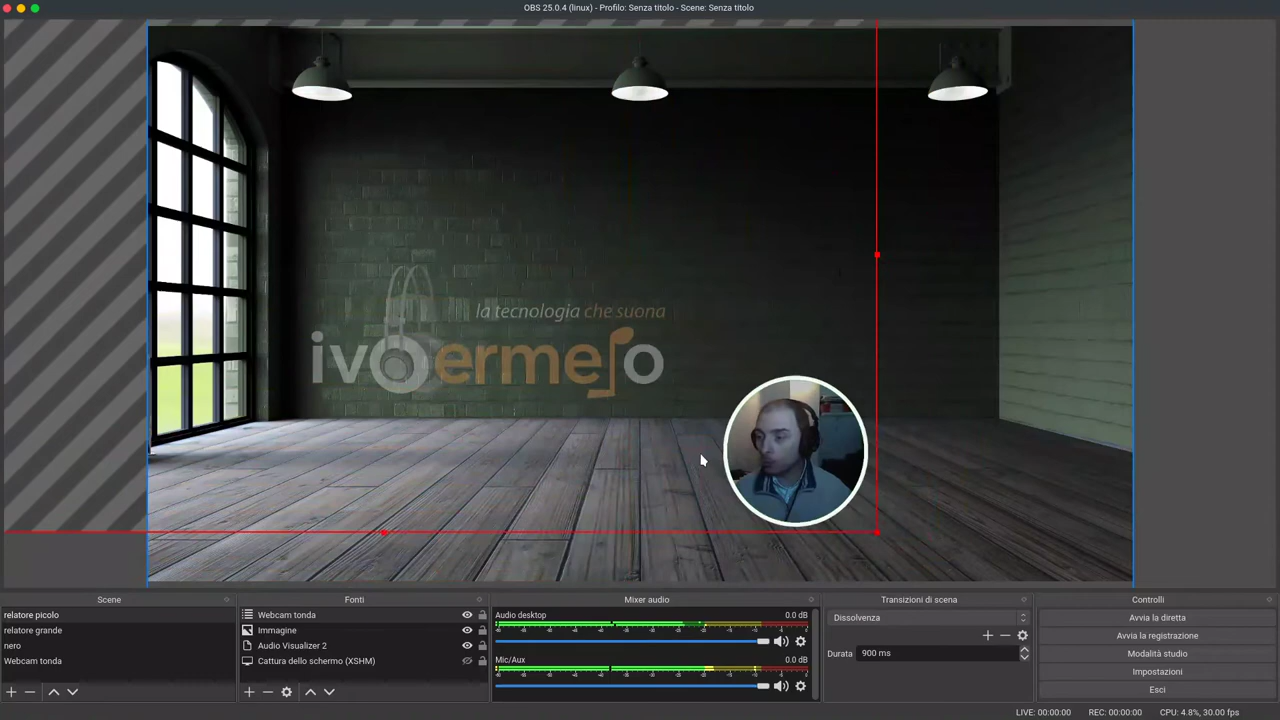 OBS 25.0.4 (linux) - Profilo: Senza titolo - Scene: Senza titolo
la tecnologia che suona
ivo ermejo
Scene
relatore picolo
relatore grande
nero
Webcam tonda
Fonti
Webcam tonda
Immagine
Audio Visualizer 2
Cattura dello schermo (XSHM)
Mixer audio
Audio desktop
0.0 dB
Mic/Aux
0.0 dB
Transizioni di scena
Dissolvenza
Durata
900 ms
Controlli
Avvia la diretta
Avvia la registrazione
Modalità studio
Impostazioni
Esci
LIVE: 00:00:00
REC: 00:00:00
CPU: 4.8%, 30.00 fps